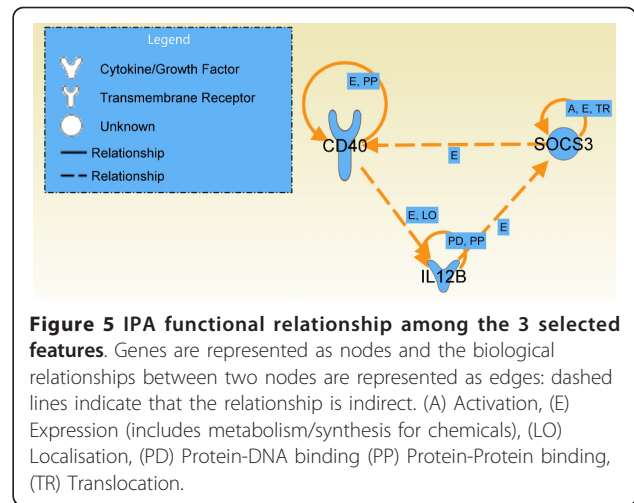 Legend
Cytokine/Growth Factor
Transmembrane Receptor
Unknown
Relationship
Relationship
E, PP
CD40
A, E, TR
SOCS3
E
E, LO
E
PD, PP
IL12B
Figure 5 IPA functional relationship among the 3 selected
features. Genes are represented as nodes and the biological
relationships between two nodes are represented as edges: dashed
lines indicate that the relationship is indirect. (A) Activation, (E)
Expression (includes metabolism/synthesis for chemicals), (LO)
Localisation, (PD) Protein-DNA binding (PP) Protein-Protein binding,
(TR) Translocation.